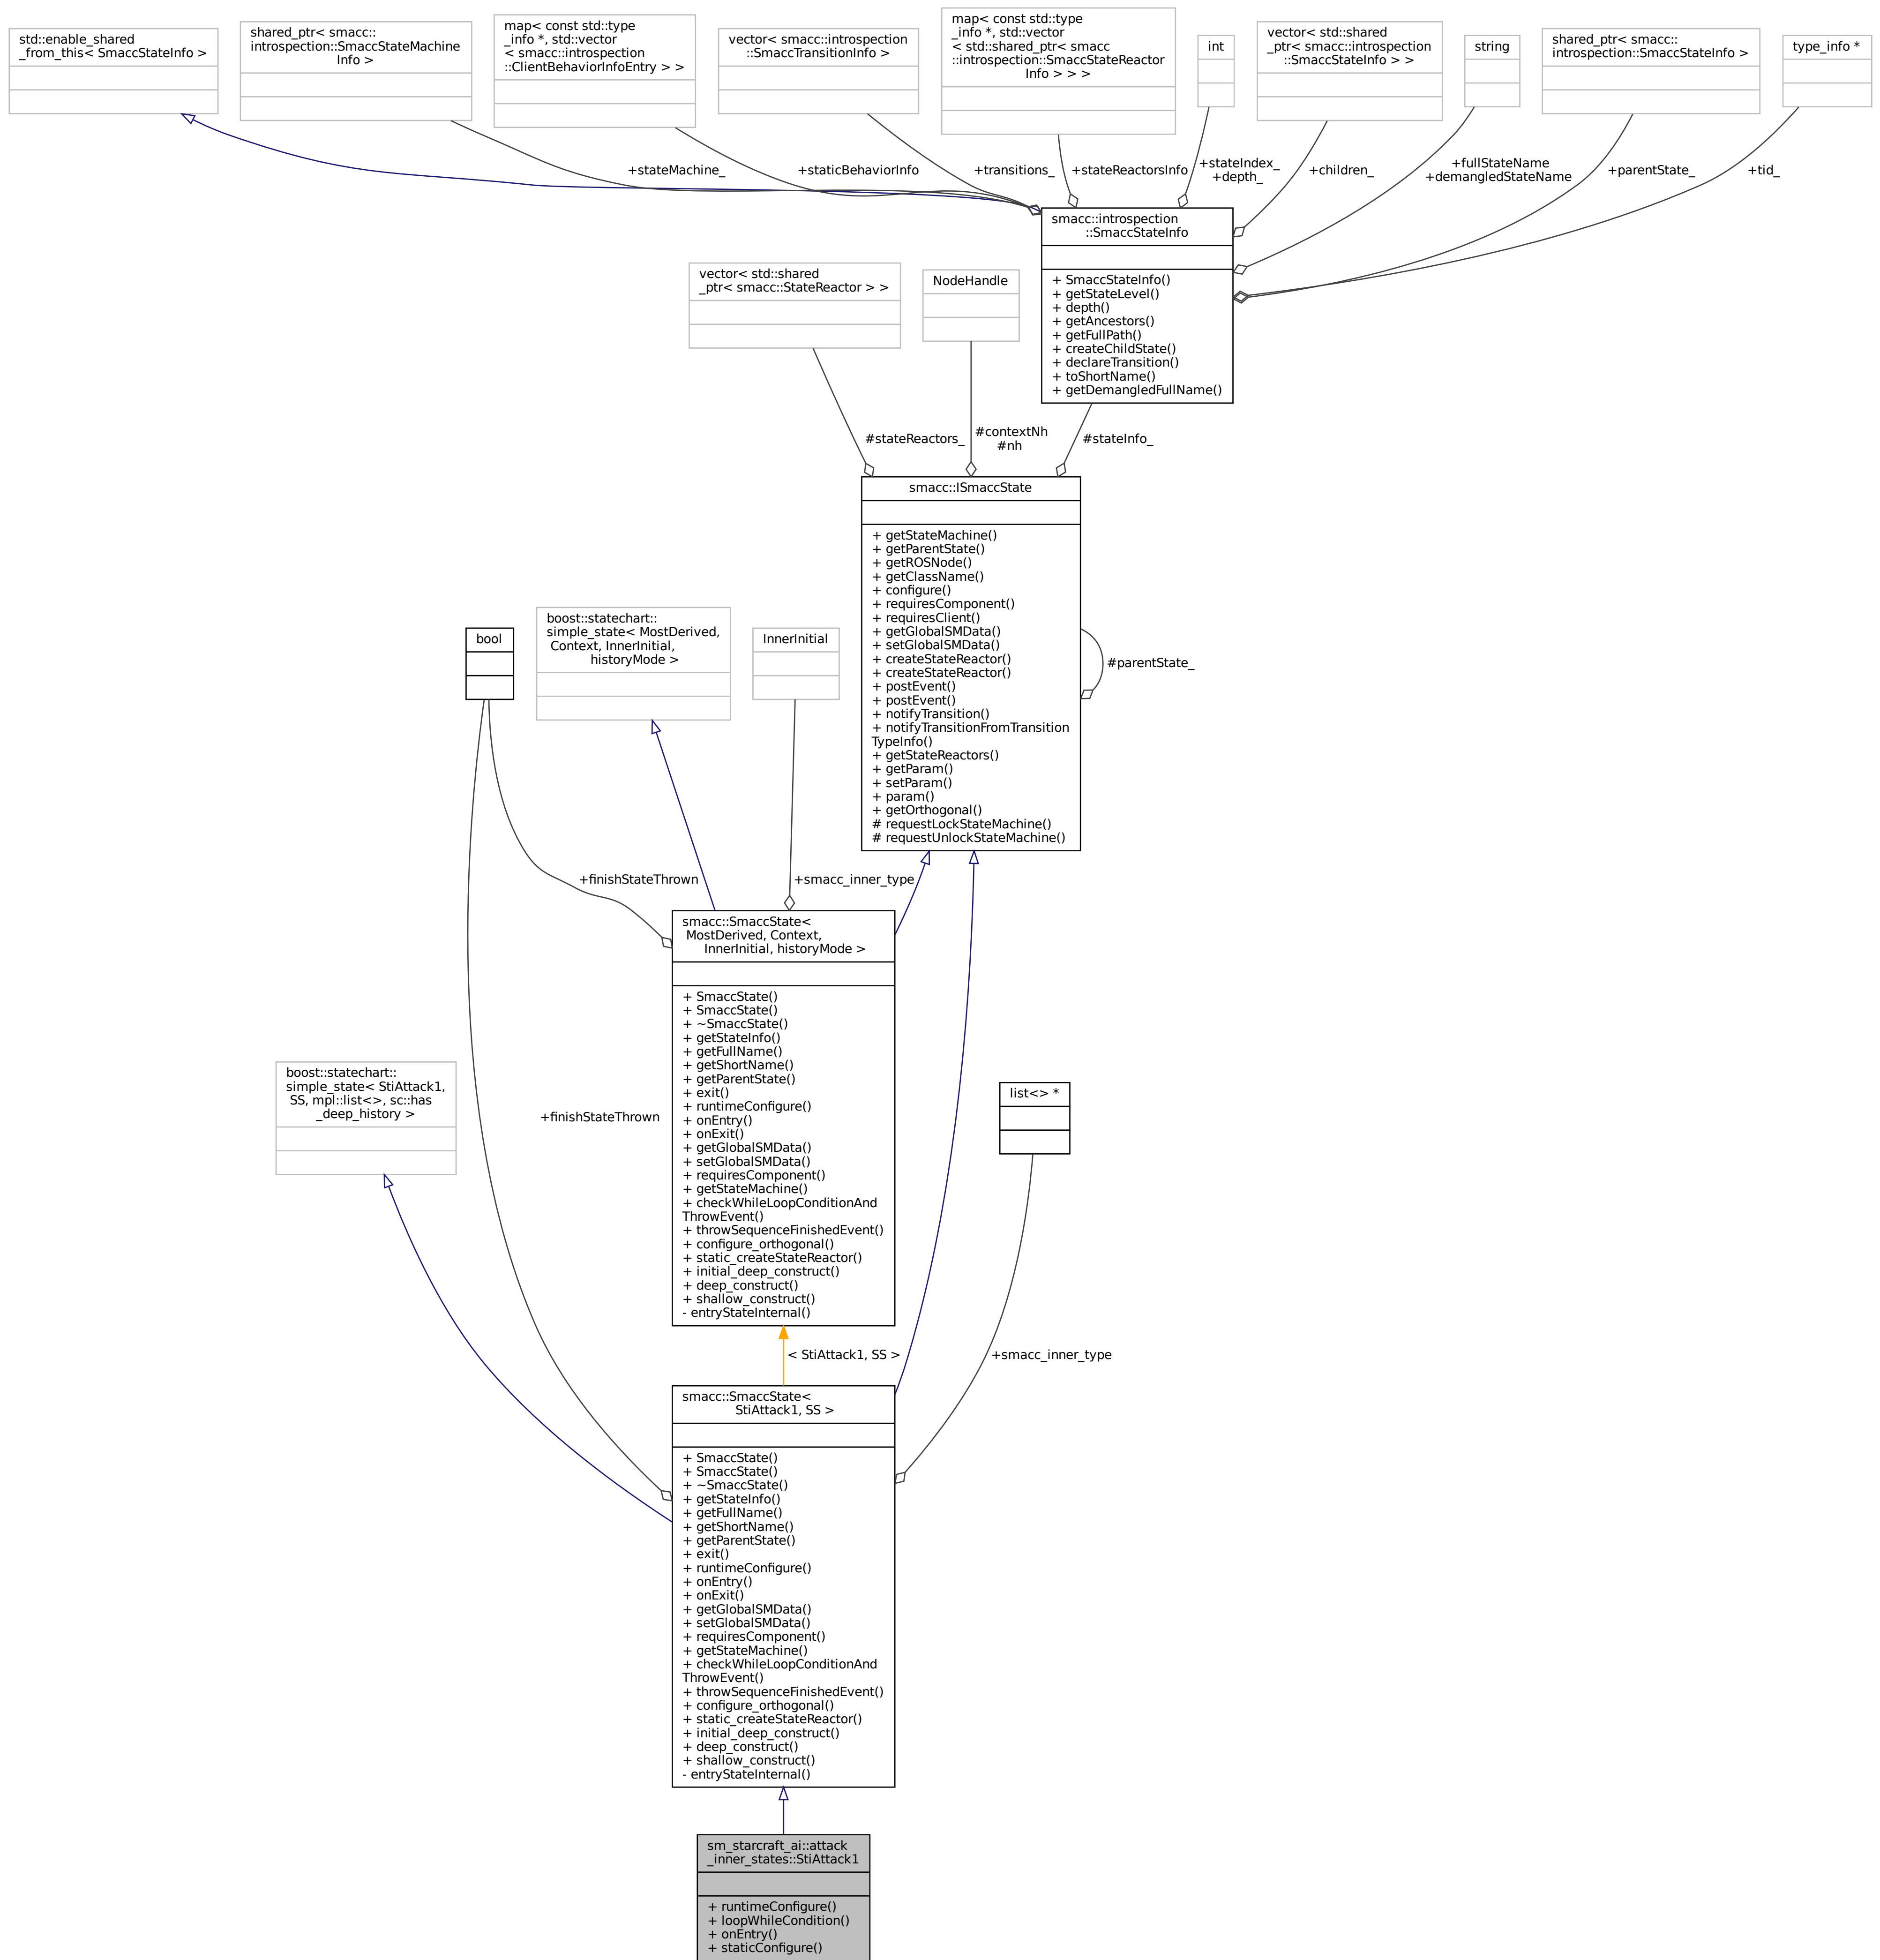 std::enable_shared
_from_this< SmaccStateInfo >
shared_ptr< smacc::
introspection::SmaccStateMachine
Info >
map< const std::type
_info *, std::vector
< smacc::introspection
::ClientBehaviorInfoEntry > >
vector< smacc::introspection
::SmaccTransitionInfo >
map< const std::type
_info *, std::vector
< std::shared_ptr< smacc
::introspection::SmaccStateReactor
Info > > >
int
vector< std::shared
_ptr< smacc::introspection
::SmaccStateInfo > >
string
shared_ptr< smacc::
introspection::SmaccStateInfo >
type_info *
+stateMachine_
+staticBehaviorInfo
+transitions_
+stateReactorsInfo
+stateIndex_
+depth_
+children_
+fullStateName
+demangledStateName
+parentState_
+tid_
smacc::introspection
::SmaccStateInfo
+ SmaccStateInfo()
+ getStateLevel()
+ depth()
+ getAncestors()
+ getFullPath()
+ createChildState()
+ declareTransition()
+ toShortName()
+ getDemangledFullName()
vector< std::shared
_ptr< smacc::StateReactor > >
NodeHandle
#stateReactors_
#contextNh
#nh
#stateInfo_
smacc::ISmaccState
+ getStateMachine()
+ getParentState()
+ getROSNode()
+ getClassName()
+ configure()
+ requiresComponent()
+ requiresClient()
+ getGlobalSMData()
+ setGlobalSMData()
+ createStateReactor()
+ createStateReactor()
+ postEvent()
+ postEvent()
+ notifyTransition()
+ notifyTransitionFromTransition
TypeInfo()
+ getStateReactors()
+ getParam()
+ setParam()
+ param()
+ getOrthogonal()
# requestLockStateMachine()
# requestUnlockStateMachine()
#parentState_
bool
boost::statechart::
simple_state< MostDerived,
Context, InnerInitial,
historyMode >
InnerInitial
+finishStateThrown
+smacc_inner_type
smacc::SmaccState<
MostDerived, Context,
InnerInitial, historyMode >
+ SmaccState()
+ SmaccState()
+ ~SmaccState()
+ getStateInfo()
+ getFullName()
+ getShortName()
+ getParentState()
+ exit()
+ runtimeConfigure()
+ onEntry()
+ onExit()
+ getGlobalSMData()
+ setGlobalSMData()
+ requiresComponent()
+ getStateMachine()
+ checkWhileLoopConditionAnd
ThrowEvent()
+ throwSequenceFinishedEvent()
+ configure_orthogonal()
+ static_createStateReactor()
+ initial_deep_construct()
+ deep_construct()
+ shallow_construct()
- entryStateInternal()
boost::statechart::
simple_state< StiAttack1,
SS, mpl::list<>, sc::has
_deep_history >
+finishStateThrown
list<> *
< StiAttack1, SS >
+smacc_inner_type
smacc::SmaccState<
StiAttack1, SS >
+ SmaccState()
+ SmaccState()
+ ~SmaccState()
+ getStateInfo()
+ getFullName()
+ getShortName()
+ getParentState()
+ exit()
+ runtimeConfigure()
+ onEntry()
+ onExit()
+ getGlobalSMData()
+ setGlobalSMData()
+ requiresComponent()
+ getStateMachine()
+ checkWhileLoopConditionAnd
ThrowEvent()
+ throwSequenceFinishedEvent()
+ configure_orthogonal()
+ static_createStateReactor()
+ initial_deep_construct()
+ deep_construct()
+ shallow_construct()
- entryStateInternal()
sm_starcraft_ai::attack
_inner_states::StiAttack1
+ runtimeConfigure()
+ loopWhileCondition()
+ onEntry()
+ staticConfigure()